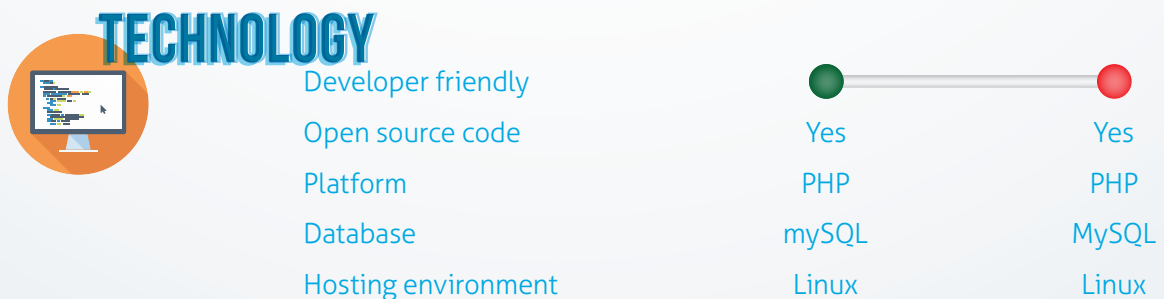 TECHNOLOGY
Developer friendly
Open source code Yes Yes
Platform PHP PHP
Database mySQL MySQL
Hosting environment Linux Linux